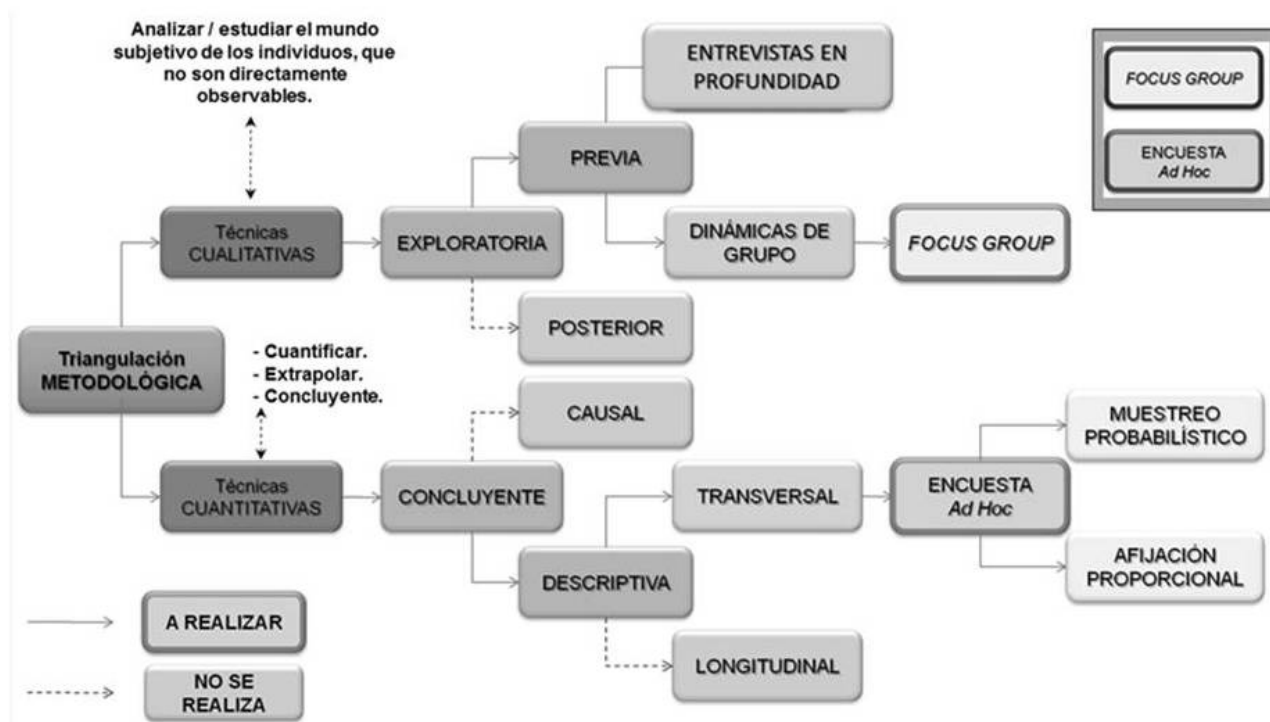 Analizar / estudiar el mundo
subjetivo de los individuos, que
no son directamente
observables.
ENTREVISTAS EN
PROFUNDIDAD
FOCUS GROUP
ENCUESTA
Ad Hoc
PREVIA
Técnicas
CUALITATIVAS
EXPLORATORIA
DINÁMICAS DE
GRUPO
FOCUS GROUP
POSTERIOR
Triangulación
METODOLÓGICA
- Cuantificar.
- Extrapolar.
- Concluyente.
CAUSAL
MUESTREO
PROBABILÍSTICO
Técnicas
CUANTITATIVAS
CONCLUYENTE
TRANSVERSAL
ENCUESTA
Ad Hoc
DESCRIPTIVA
AFIJACIÓN
PROPORCIONAL
A REALIZAR
LONGITUDINAL
NO SE
REALIZA